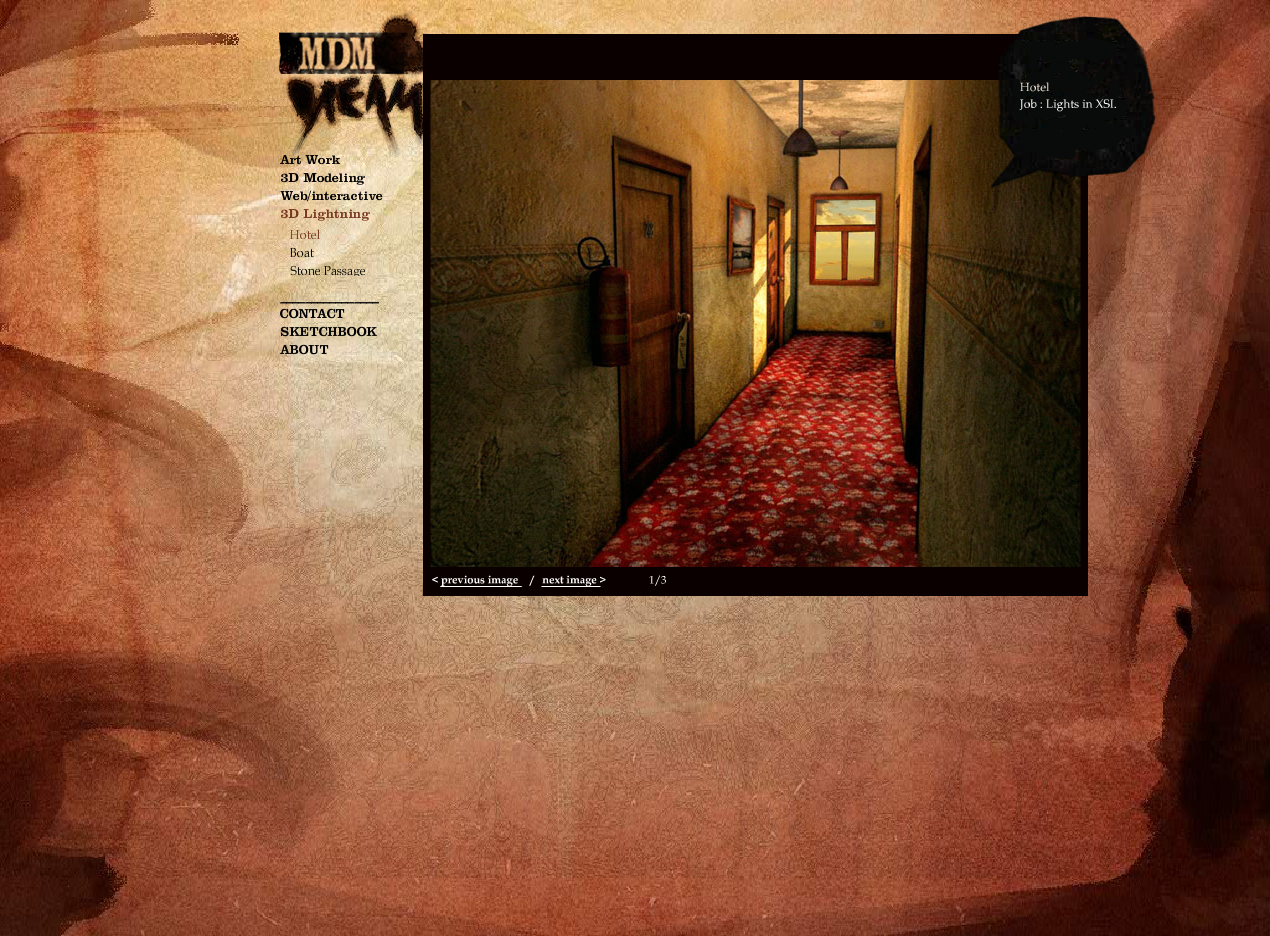 MDM
DREAM
Art Work
3D Modeling
Web/interactive
3D Lightning
Hotel
Boat
Stone Passage
CONTACT
SKETCHBOOK
ABOUT
Hotel
Job : Lights in XSI.
< previous image / next image >
1/3